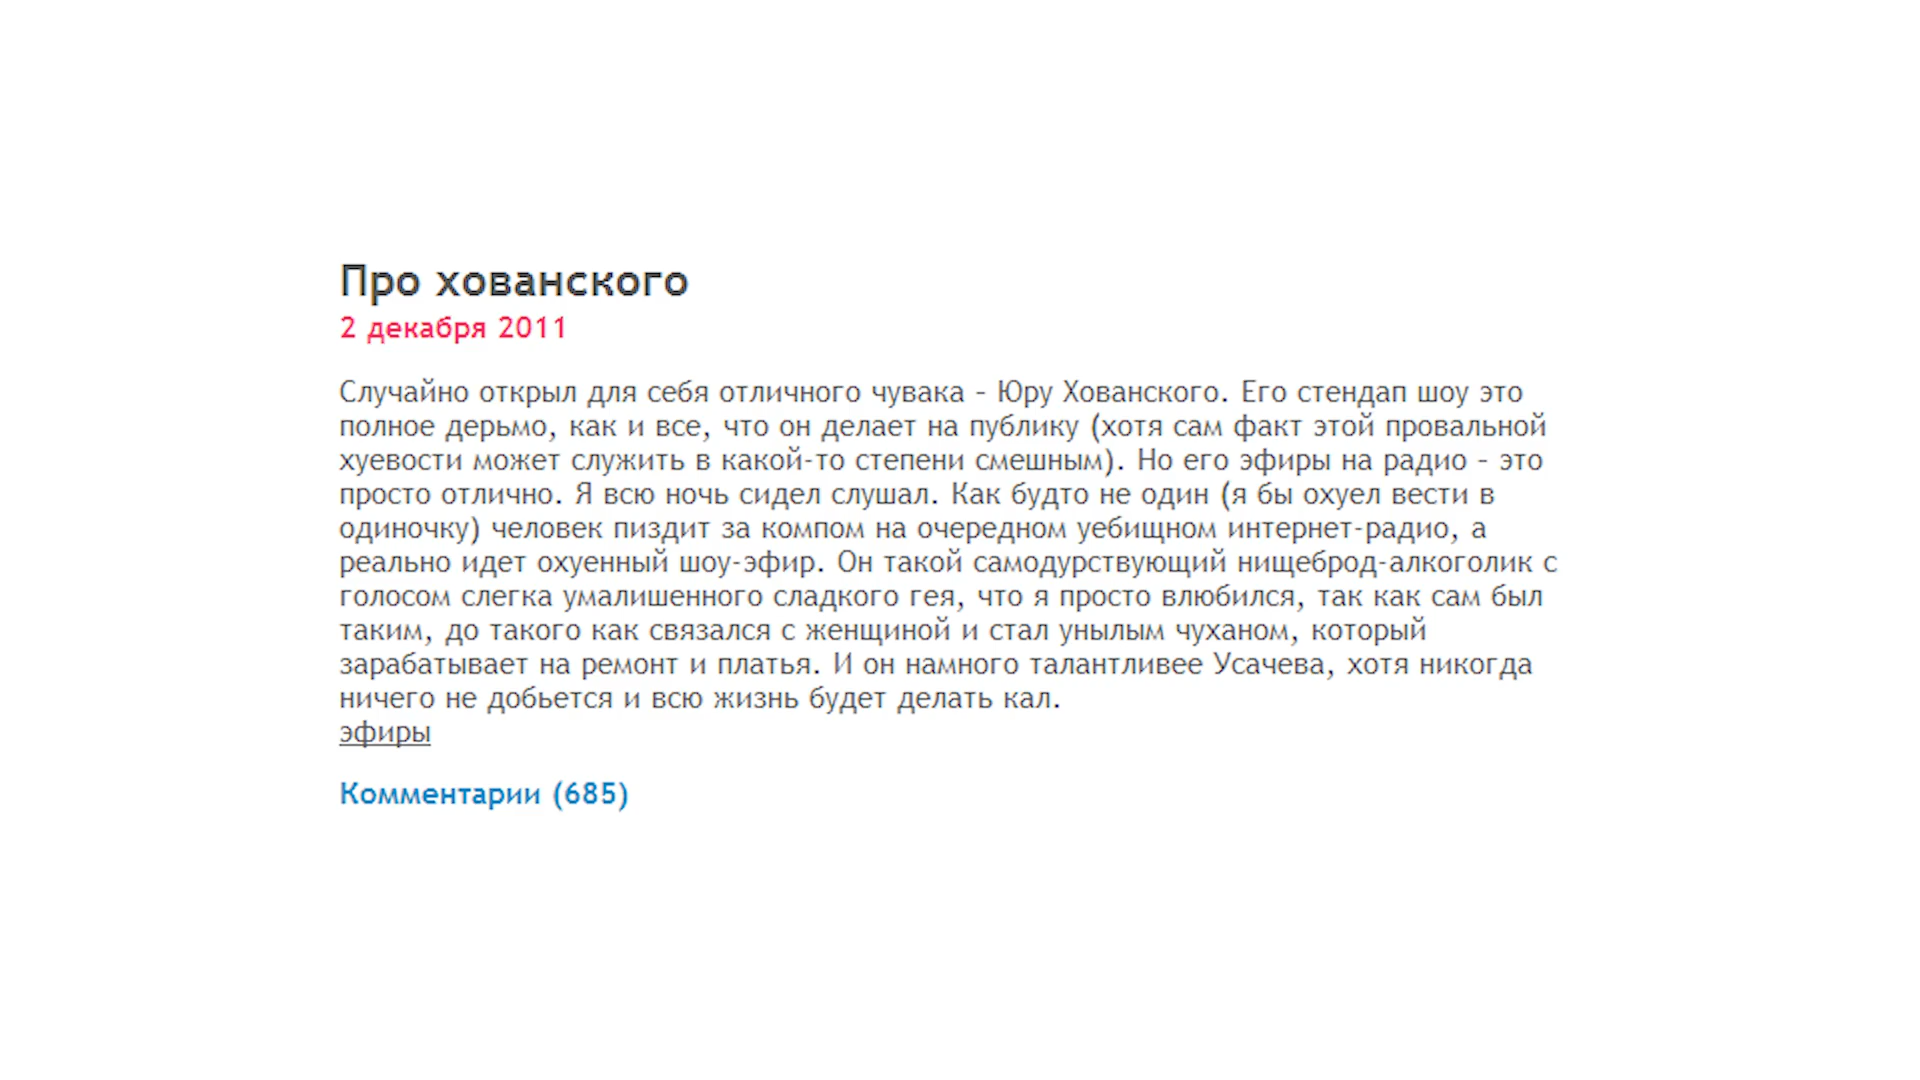 Про хованского
2 декабря 2011
Случайно открыл для себя отличного чувака - Юру Хованского. Его стендап шоу это
полное дерьмо, как и все, что он делает на публику (хотя сам факт этой провальной
хуевости может служить в какой-то степени смешным). Но его эфиры на радио - это
просто отлично. Я всю ночь сидел слушал. Как будто не один (я бы охуел вести в
одиночку) человек пиздит за компом на очередном уебищном интернет-радио, а
реально идет охуенный шоу-эфир. Он такой самодурствующий нищеброд-алкоголик с
голосом слегка умалишенного сладкого гея, что я просто влюбился, так как сам был
таким, до такого как связался с женщиной и стал унылым чуханом, который
зарабатывает на ремонт и платья. И он намного талантливее Усачева, хотя никогда
ничего не добьется и всю жизнь будет делать кал.
эфиры
Комментарии (685)